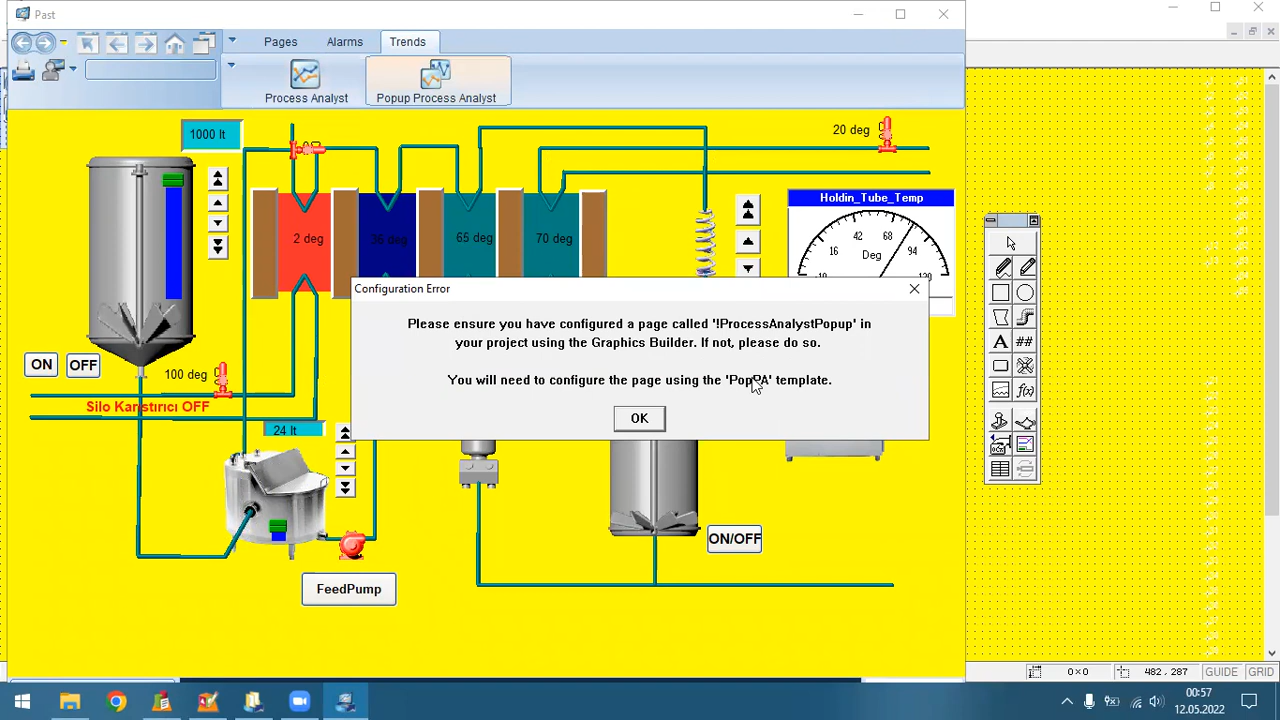 Past
Pages
Alarms
Trends
Process Analyst
Popup Process Analyst
1000 lt
20 deg
Holdin_Tube_Temp
2 deg
36 deg
65 deg
70 deg
42
68
16
Deg
94
Configuration Error
Please ensure you have configured a page called '!ProcessAnalystPopup' in
your project using the Graphics Builder. If not, please do so.
You will need to configure the page using the 'PopPA' template.
OK
ON
OFF
100 deg
Silo Karıstırıcı OFF
24 lt
ON/OFF
FeedPump
A
##
f(x)
0 x 0
482 , 287
GUIDE
GRID
00:57
12.05.2022